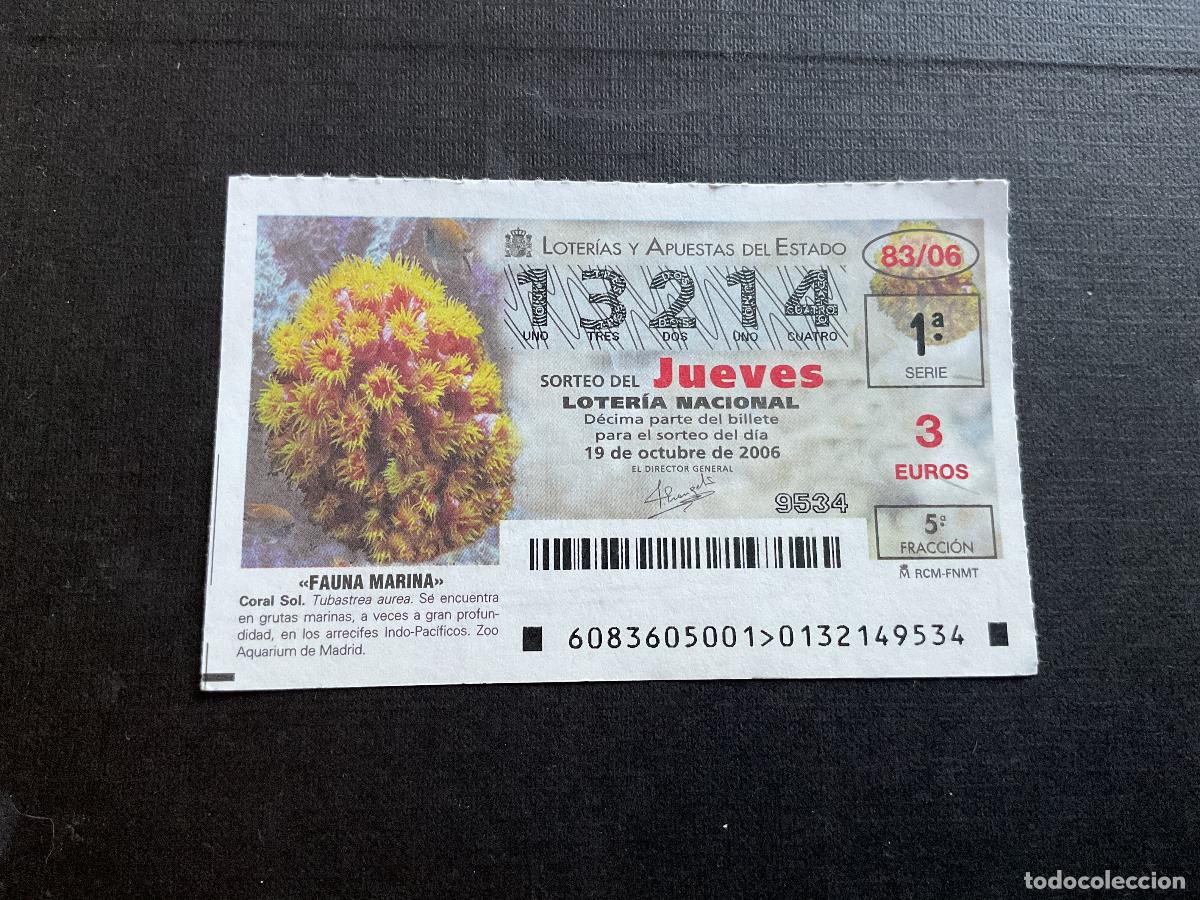 LOTERÍAS Y APUESTAS DEL ESTADO
83/06
13214
UNO TRES DOS UNO CUATRO
1ª
SERIE
SORTEO DEL Jueves
LOTERÍA NACIONAL
Décima parte del billete
para el sorteo del día
19 de octubre de 2006
EL DIRECTOR GENERAL
3
EUROS
9534
5ª
FRACCIÓN
RCM-FNMT
6083605001>0132149534
«FAUNA MARINA»
Coral Sol. Tubastrea aurea. Se encuentra
en grutas marinas, a veces a gran profun-
didad, en los arrecifes Indo-Pacíficos. Zoo
Aquarium de Madrid.
todocoleccion